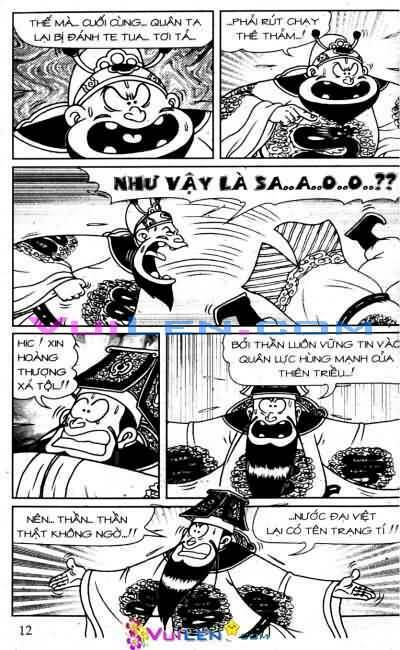 THẾ MÀ... CUỐI CÙNG... QUÂN TA
LẠI BỊ ĐÁNH TE TUA... TƠI TẢ...
...PHẢI RÚT CHẠY
THÊ THẢM...!
NHƯ VẬY LÀ SA..A..O..O..??
HIC! XIN
HOÀNG
THƯỢNG
XÁ TỘI..!!
BỞI THẦN LUÔN VỮNG TIN VÀO
QUÂN LỰC HÙNG MẠNH CỦA
THIÊN TRIỀU...!
VuiLen.com
NÊN... THẦN... THẦN
THẬT KHÔNG NGỜ...!!
...NƯỚC ĐẠI VIỆT
LẠI CÓ TÊN TRẠNG TÍ!!
12
VUILEN.COM